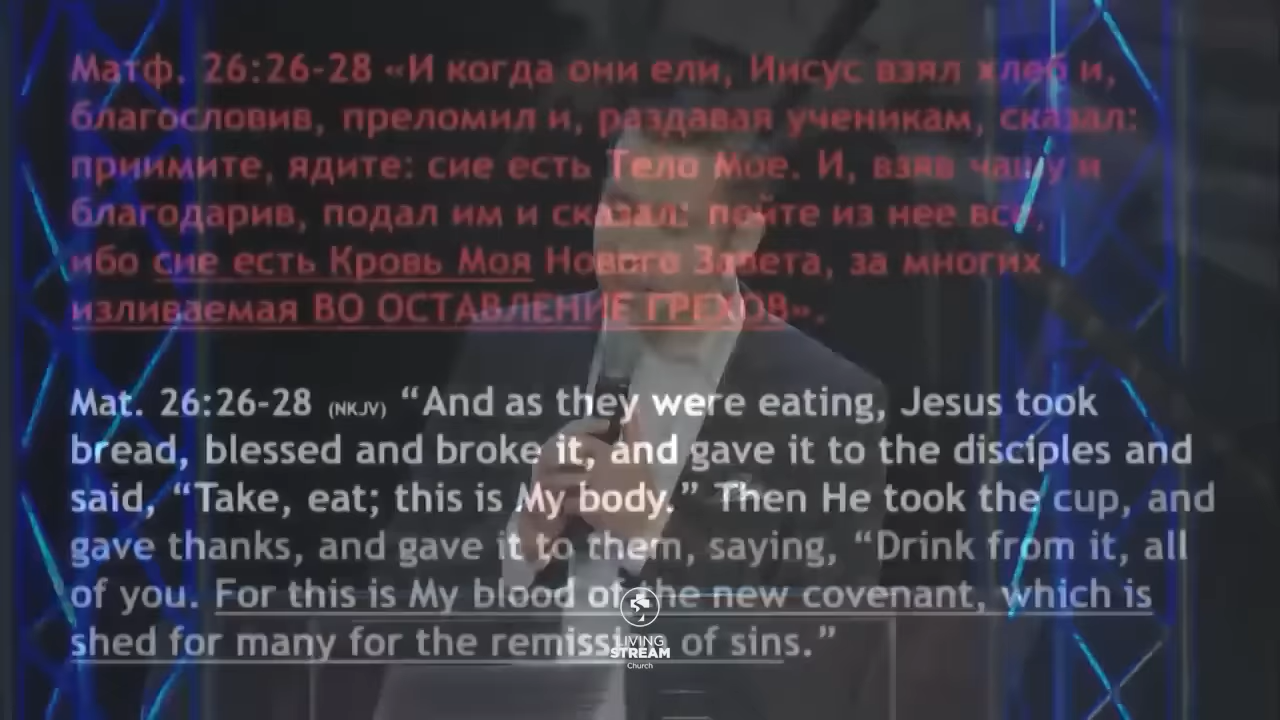 Матф. 26:26-28 «И когда они ели, Иисус взял хлеб и,
благословив, преломил и, раздавая ученикам, сказал:
приимите, ядите: сие есть Тело Мое. И, взяв чашу и
благодарив, подал им и сказал: пейте из нее все,
ибо сие есть Кровь Моя Нового Завета, за многих
изливаемая ВО ОСТАВЛЕНИЕ ГРЕХОВ».
Mat. 26:26-28 (NKJV) “And as they were eating, Jesus took
bread, blessed and broke it, and gave it to the disciples and
said, “Take, eat; this is My body.” Then He took the cup, and
gave thanks, and gave it to them, saying, “Drink from it, all
of you. For this is My blood of the new covenant, which is
shed for many for the remission of sins.”
LIVING
STREAM
Church